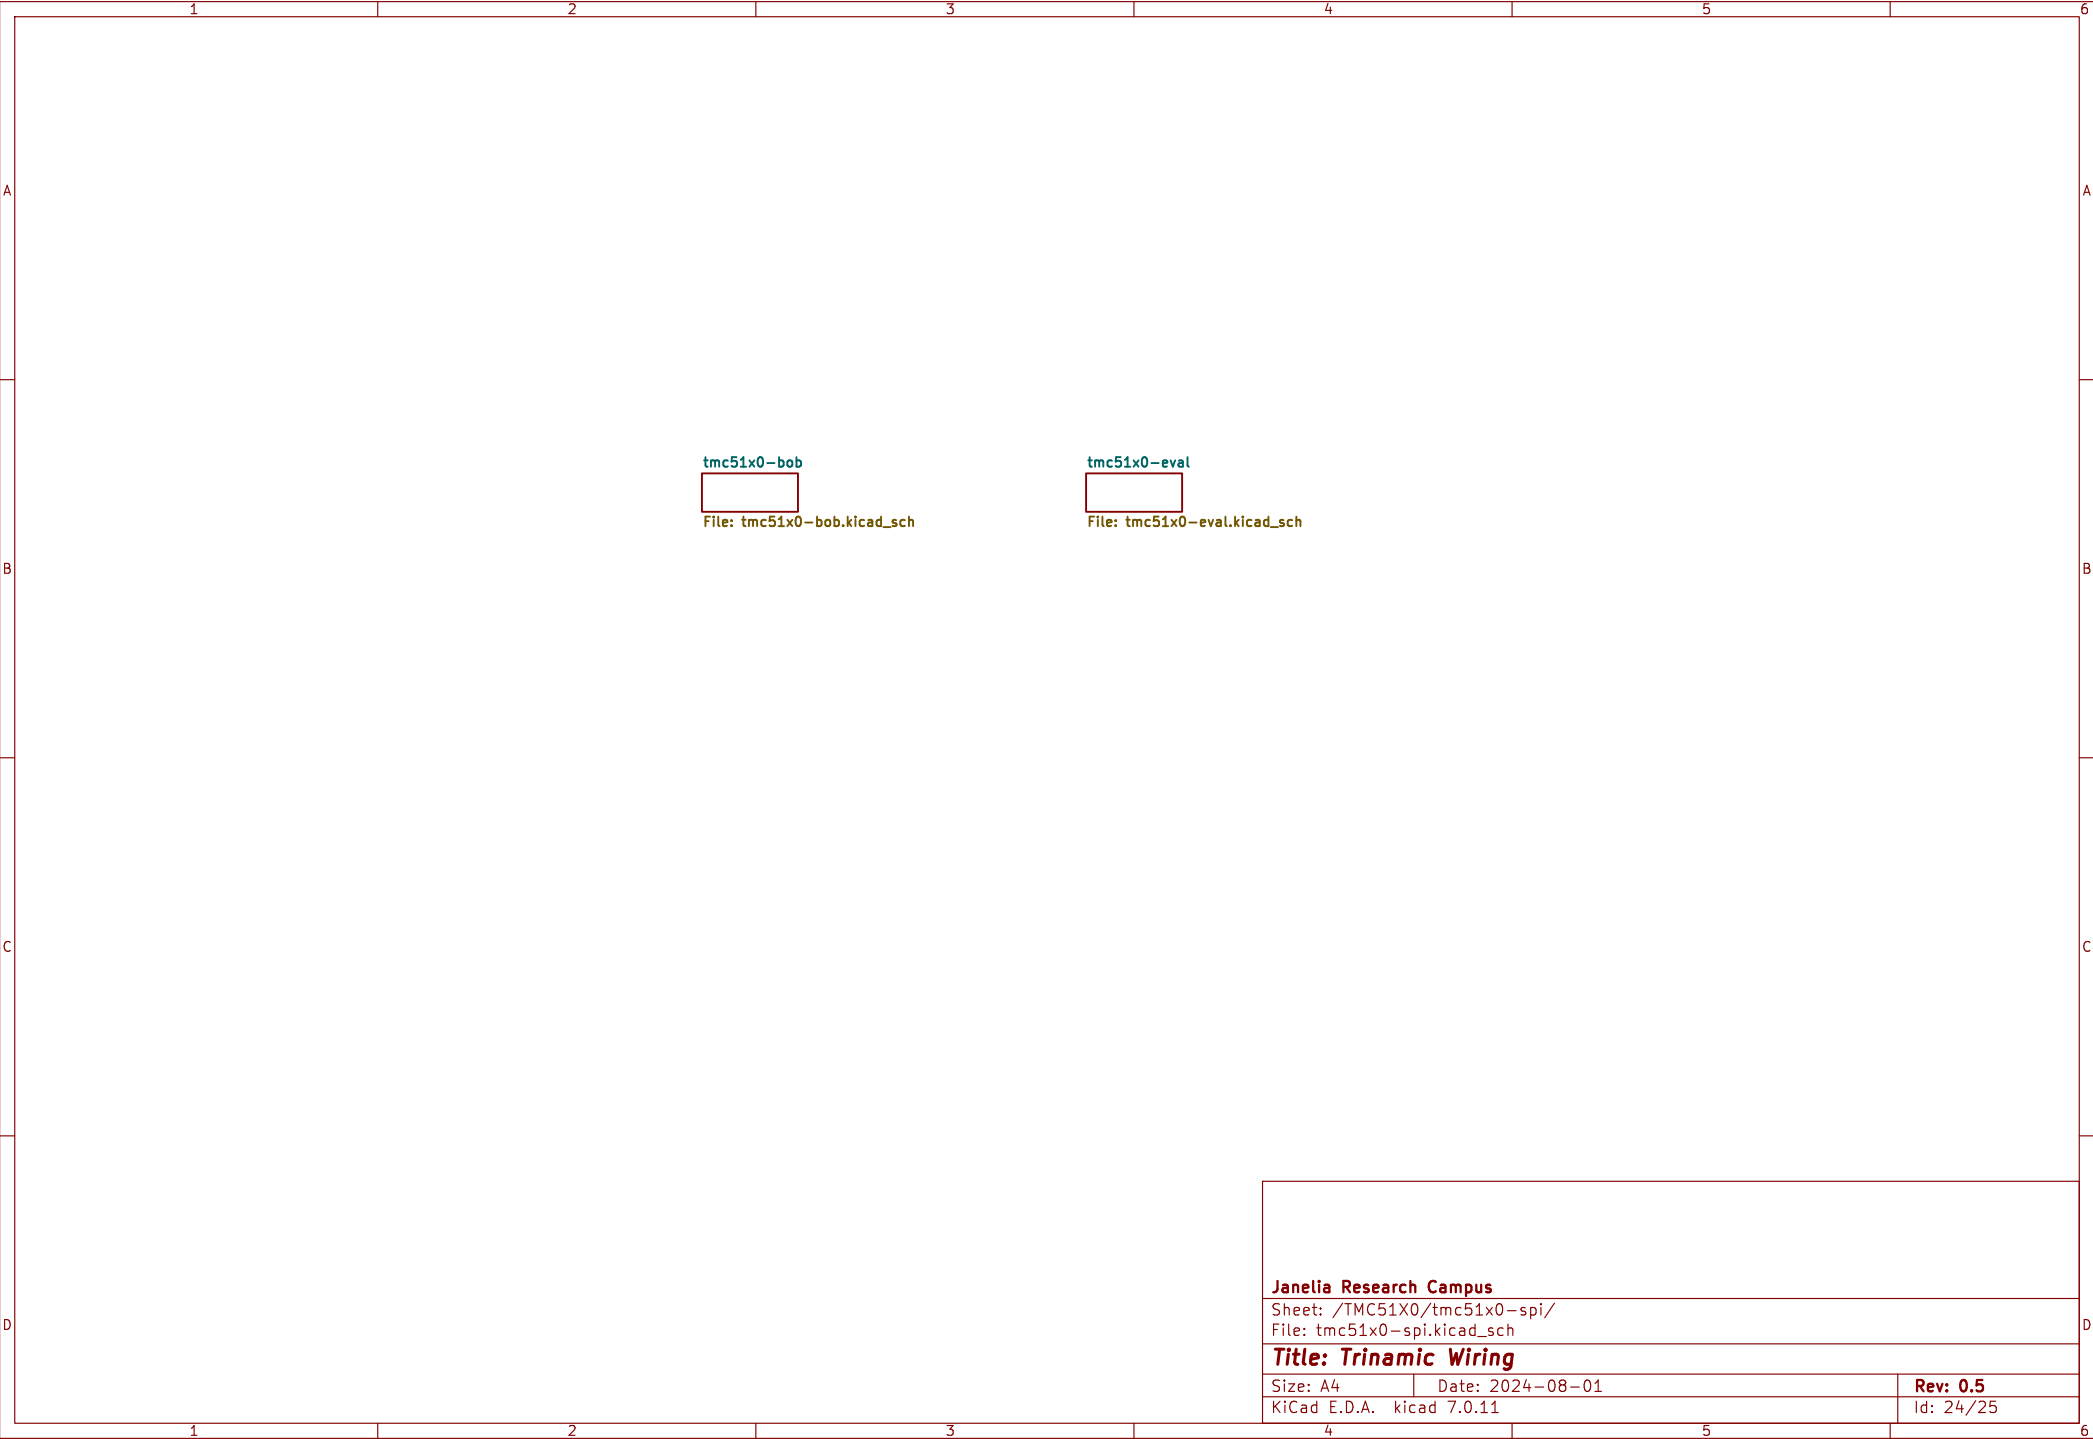 1 2 3 4 5 6
A A
tmc51x0-bob tmc51x0-eval
File: tmc51x0-bob.kicad_sch File: tmc51x0-eval.kicad_sch
B B
C C
Janelia Research Campus
Sheet: /TMC51X0/tmc51x0-spi/
D D
File: tmc51x0-spi.kicad_sch
Title: Trinamic Wiring
Size: A4 Date: 2024-08-01 Rev: 0.5
KiCad E.D.A. kicad 7.0.11 Id: 24/25
1 2 3 4 5 6